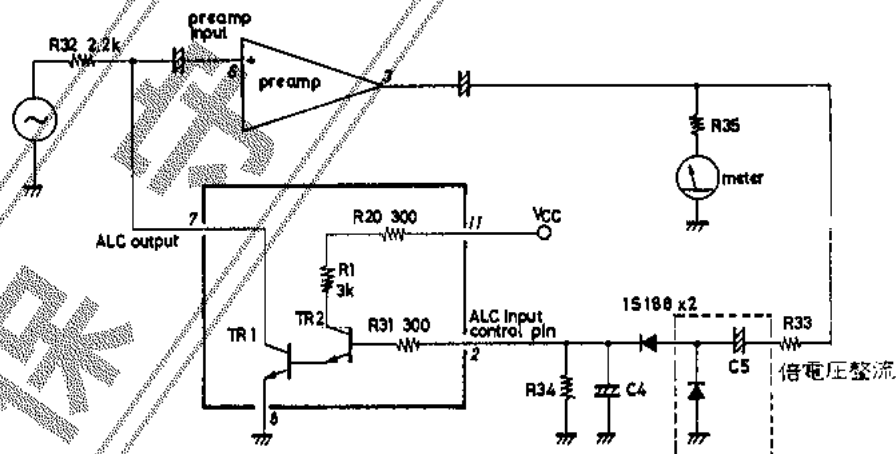 preamp
input
R32 2.2k
6
+
preamp
3
R35
meter
7
ALC output
R20 300
11
VCC
R1
3k
TR1
TR2
R31 300
ALC input
control pin
2
1S188 x2
R33
C5
R34
C4
倍電圧整流
8